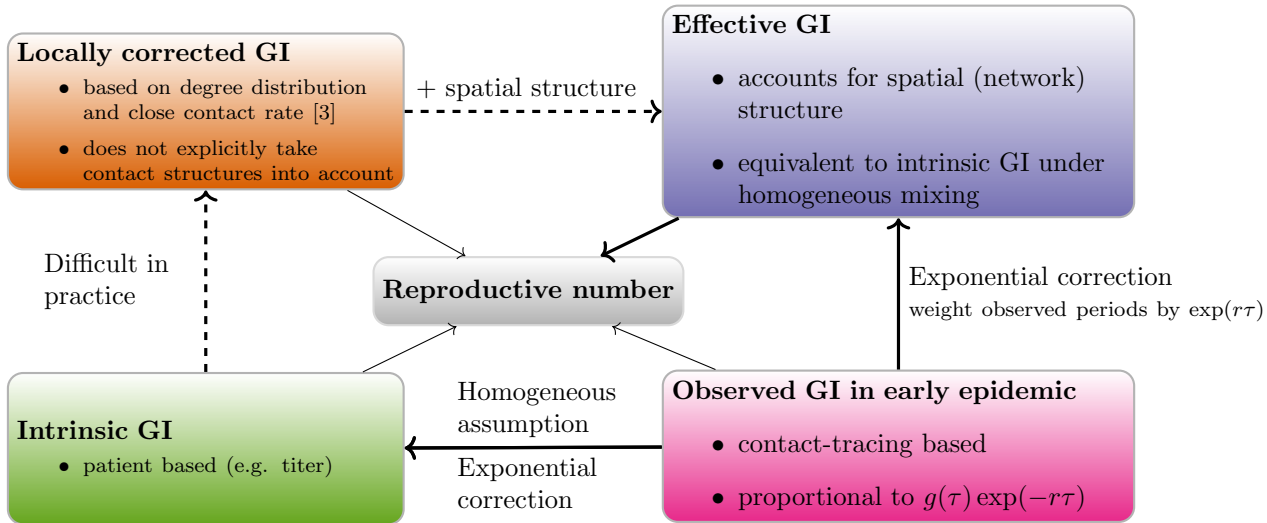 Locally corrected GI
• based on degree distribution
and close contact rate [3]
• does not explicitly take
contact structures into account
+ spatial structure
Effective GI
• accounts for spatial (network)
structure
• equivalent to intrinsic GI under
homogeneous mixing
Difficult in
practice
Reproductive number
Exponential correction
weight observed periods by exp(rτ)
Intrinsic GI
• patient based (e.g. titer)
Homogeneous
assumption
Exponential
correction
Observed GI in early epidemic
• contact-tracing based
• proportional to g(τ) exp(−rτ)